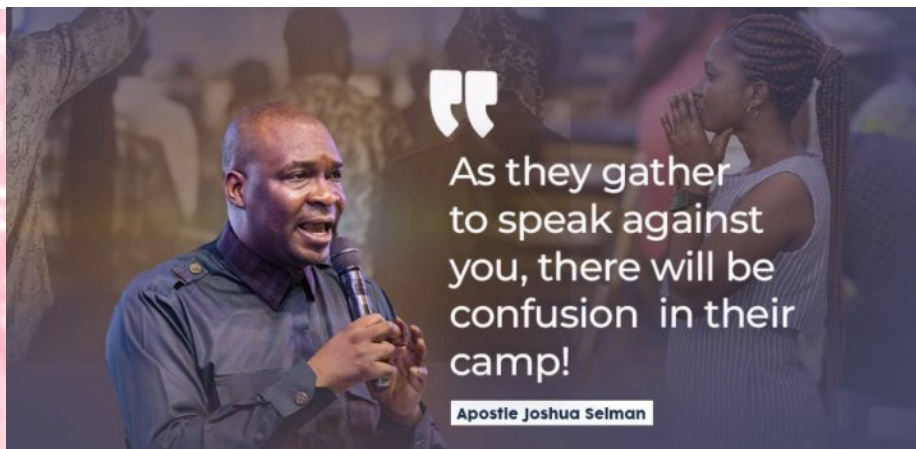 As they gather
to speak against
you, there will be
confusion in their
camp!
Apostle Joshua Selman